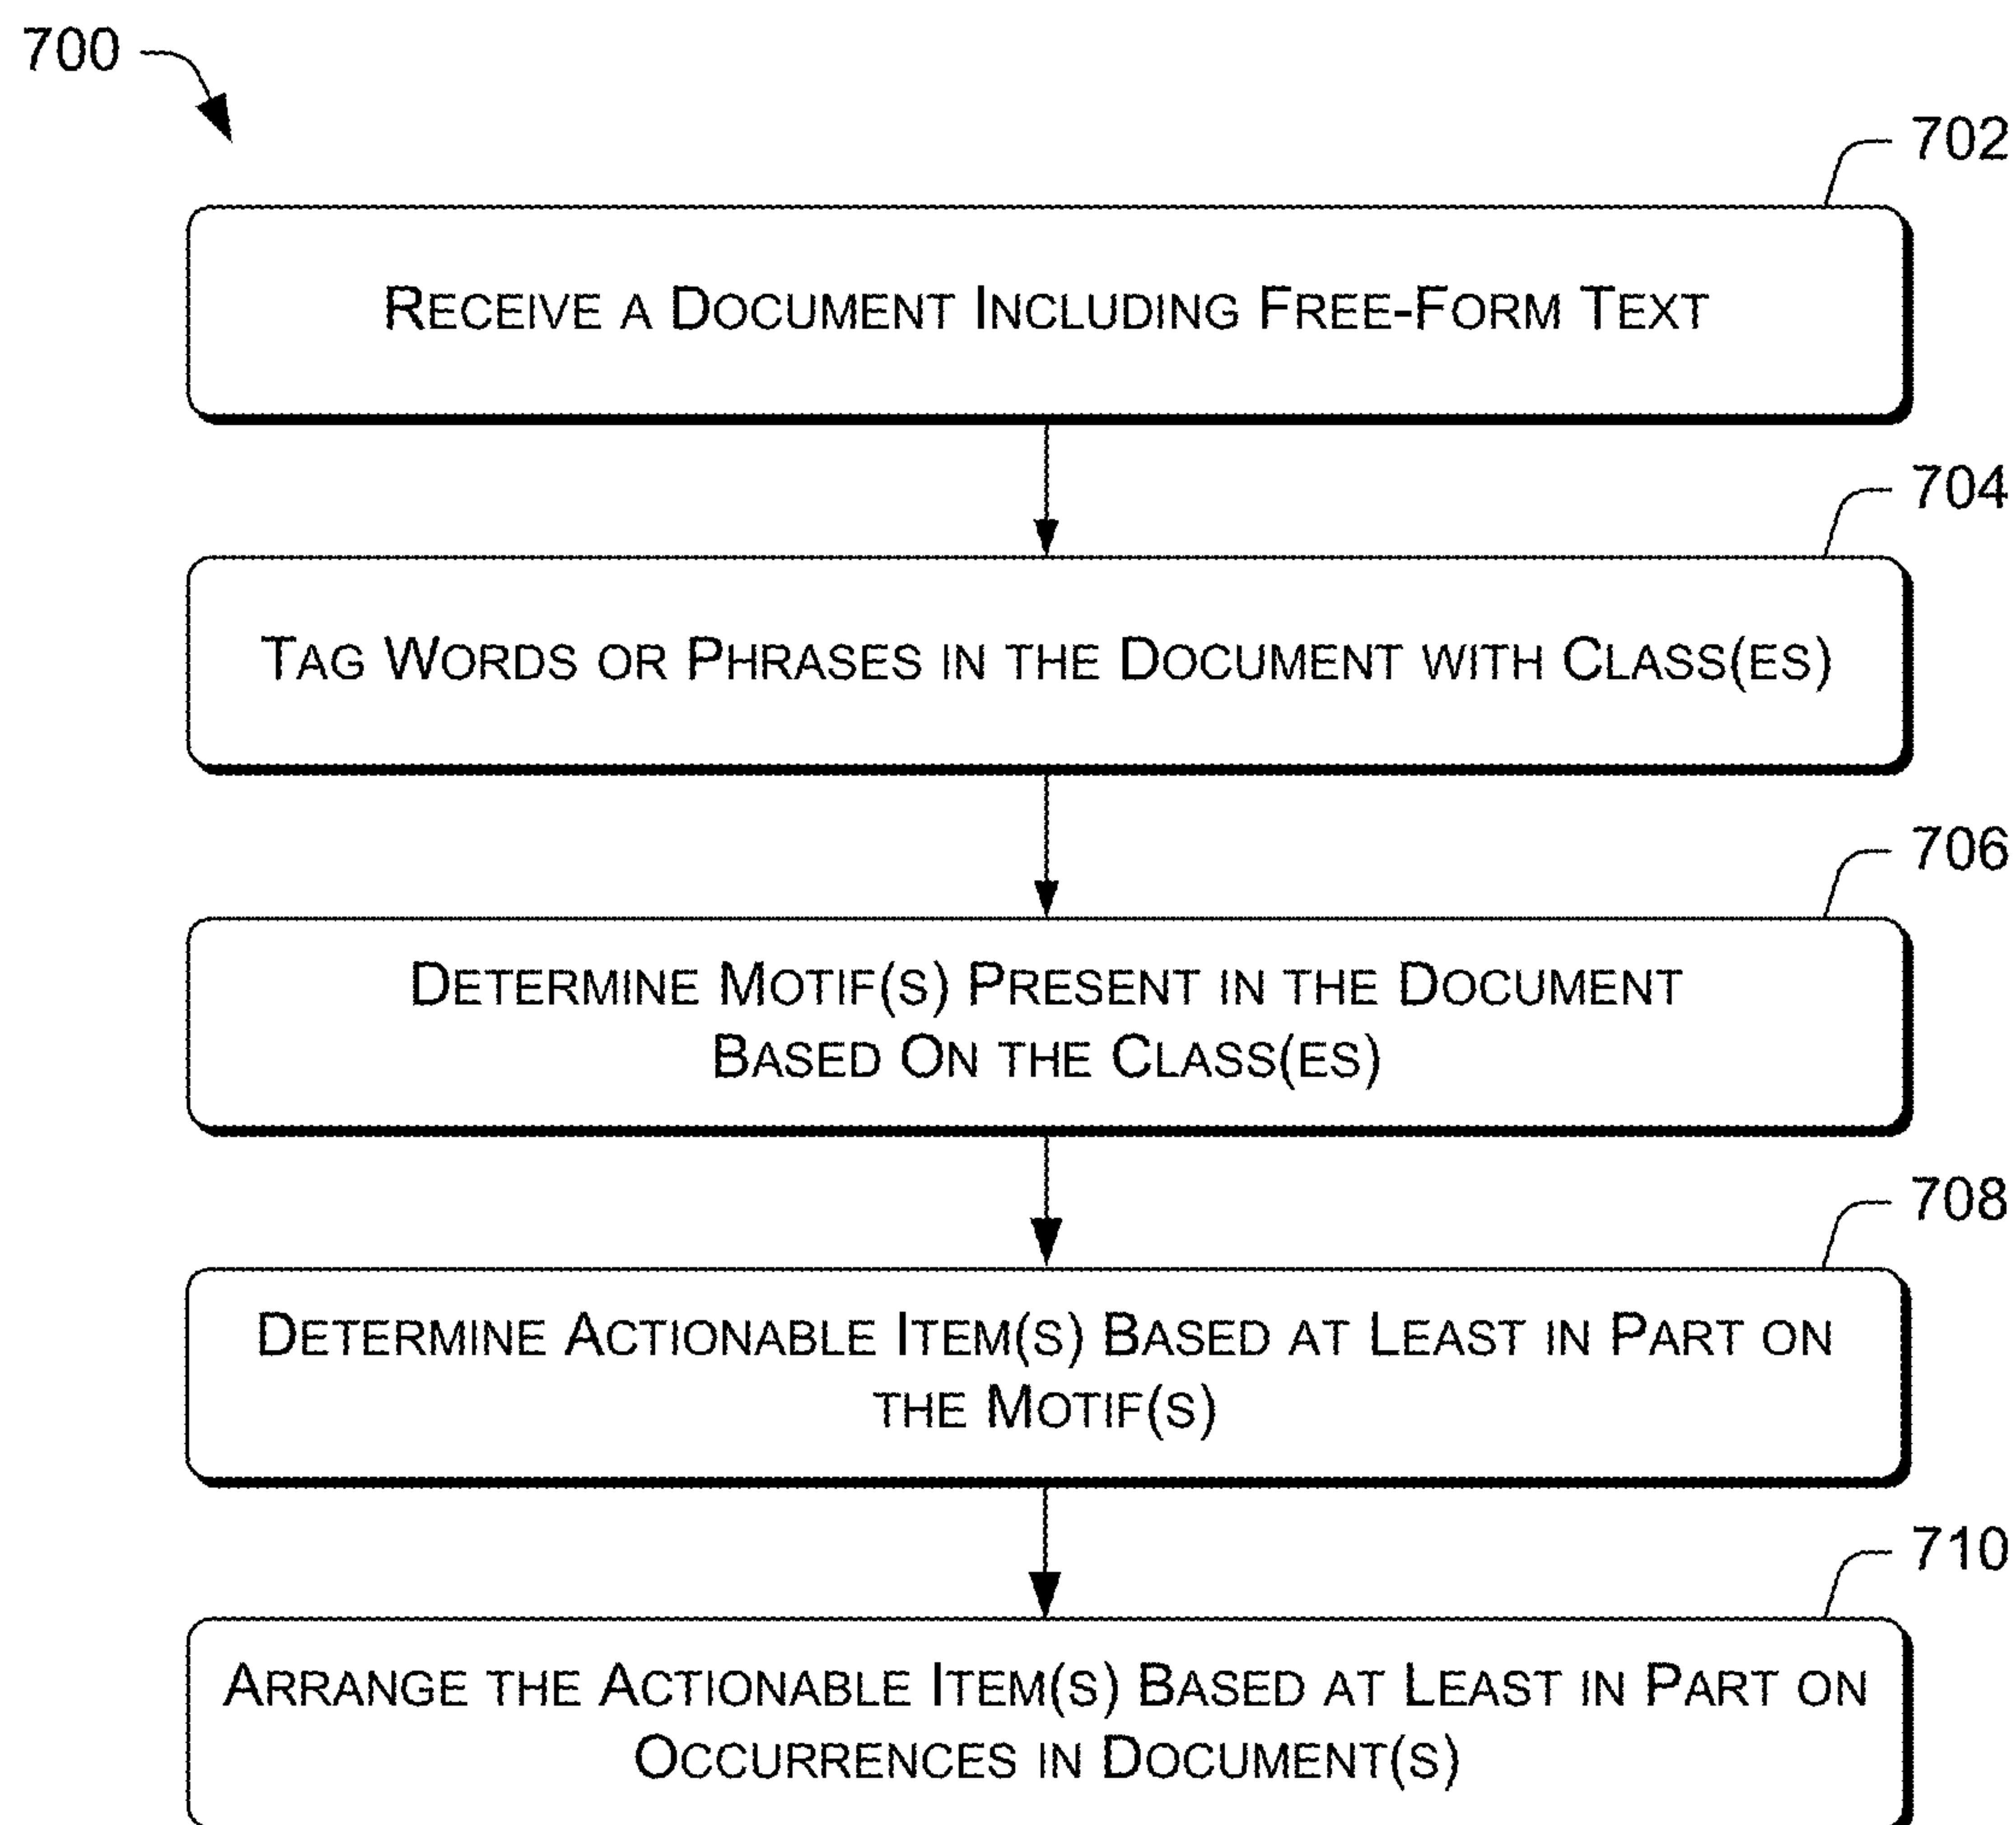 700
702
RECEIVE A DOCUMENT INCLUDING FREE-FORM TEXT
704
TAG WORDS OR PHRASES IN THE DOCUMENT WITH CLASS(ES)
706
DETERMINE MOTIF(S) PRESENT IN THE DOCUMENT
BASED ON THE CLASS(ES)
708
DETERMINE ACTIONABLE ITEM(S) BASED AT LEAST IN PART ON
THE MOTIF(S)
710
ARRANGE THE ACTIONABLE ITEM(S) BASED AT LEAST IN PART ON
OCCURRENCES IN DOCUMENT(S)